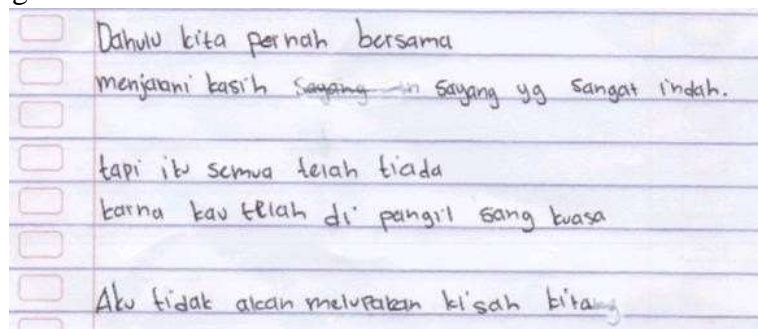 Dahulu kita pernah bersama
menjalani kasih sayang yg sangat indah.
tapi itu semua telah tiada
karna kau telah di pangil sang kuasa
Aku tidak akan melupakan kisah kita